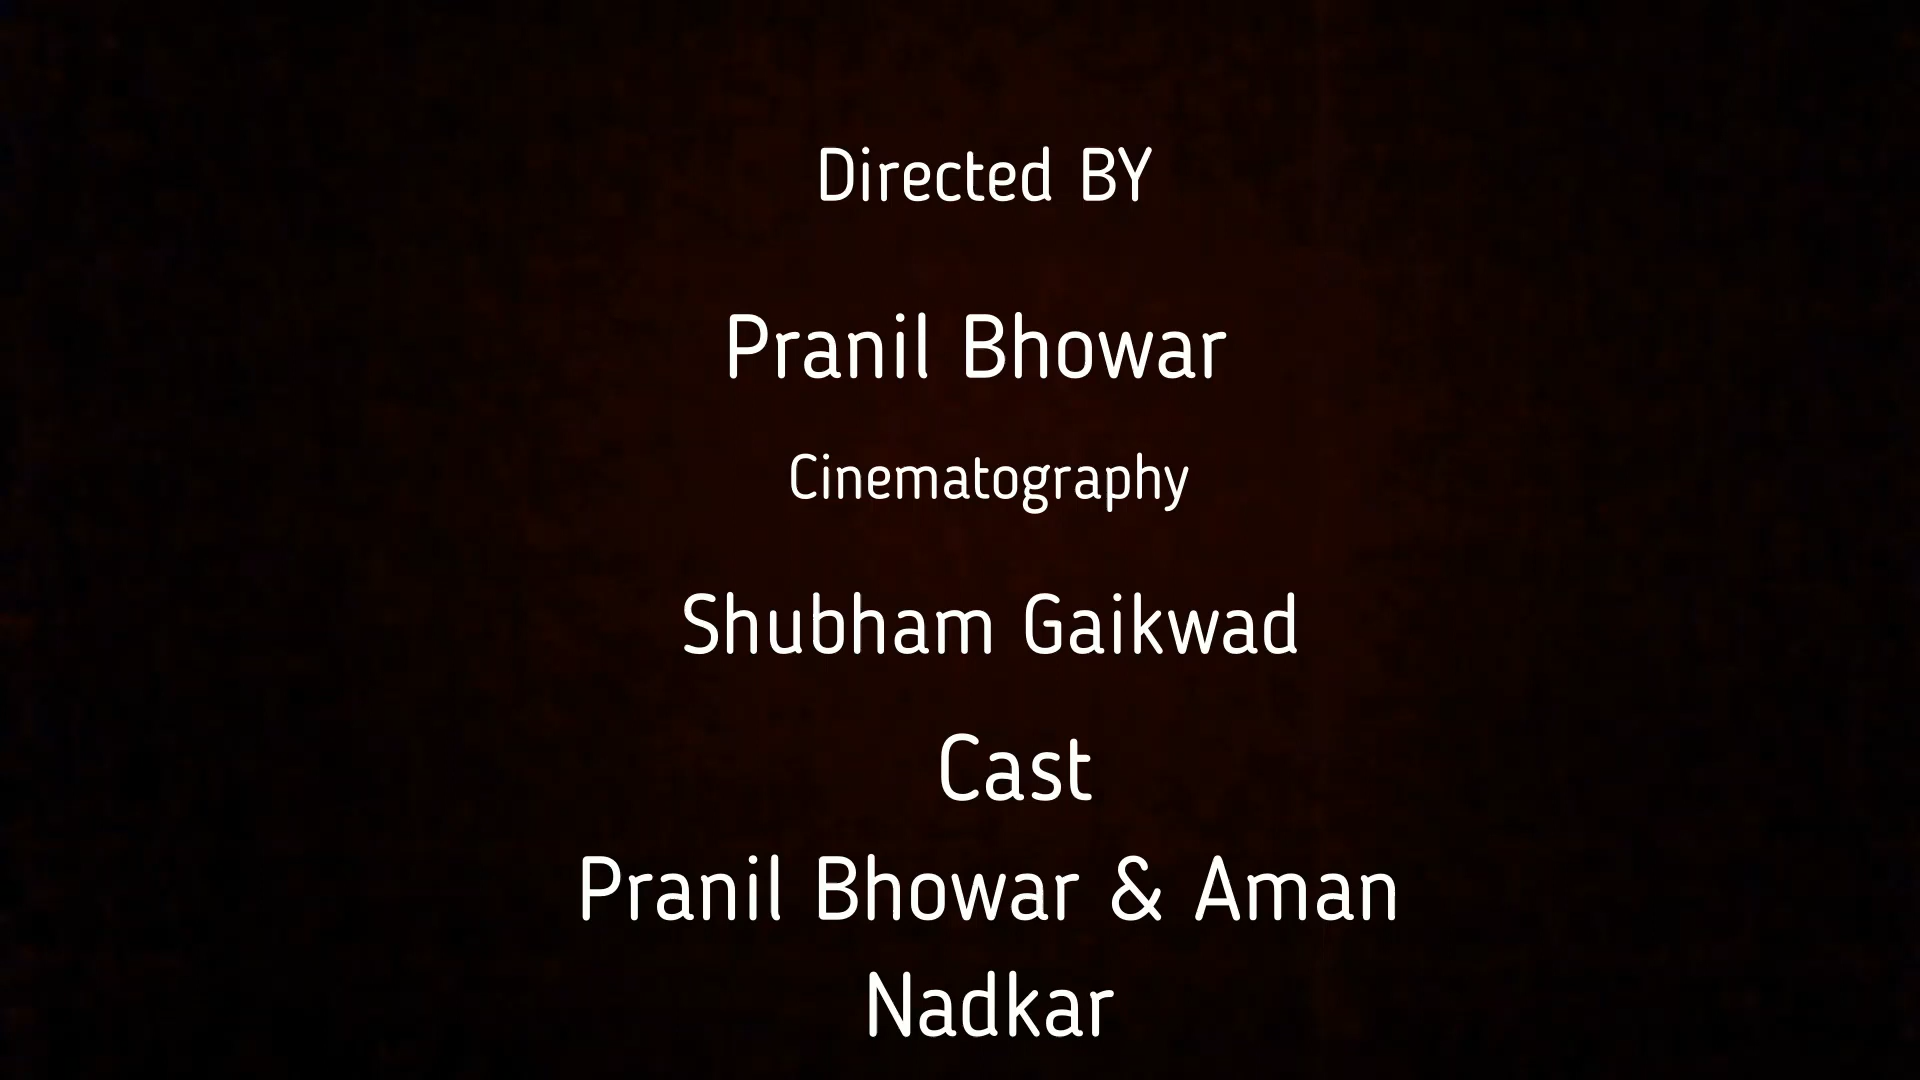 Directed BY
Pranil Bhowar
Cinematography
Shubham Gaikwad
Cast
Pranil Bhowar & Aman
Nadkar